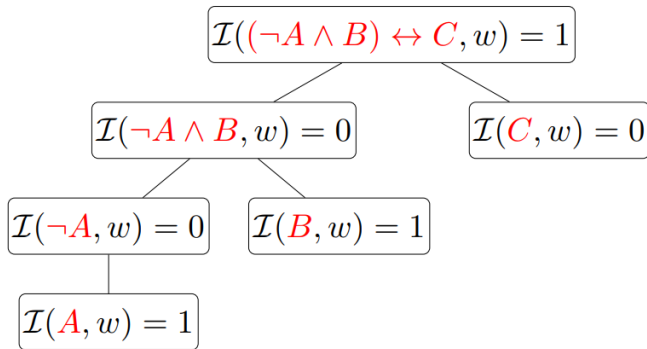 ℐ((¬A ∧ B) ↔ C, w) = 1
ℐ(¬A ∧ B, w) = 0
ℐ(C, w) = 0
ℐ(¬A, w) = 0
ℐ(B, w) = 1
ℐ(A, w) = 1